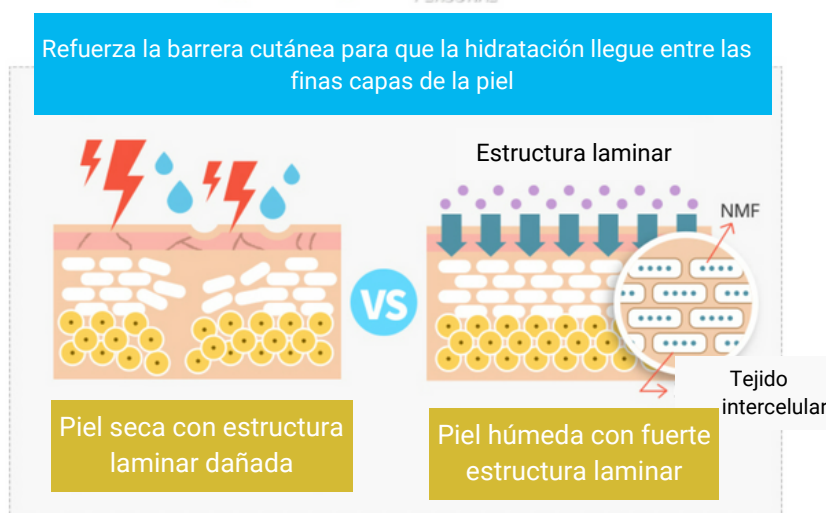 PERSONAS
Refuerza la barrera cutánea para que la hidratación llegue entre las
finas capas de la piel
Estructura laminar
NMF
VS
Tejido
intercelular
Piel seca con estructura
laminar dañada
Piel húmeda con fuerte
estructura laminar